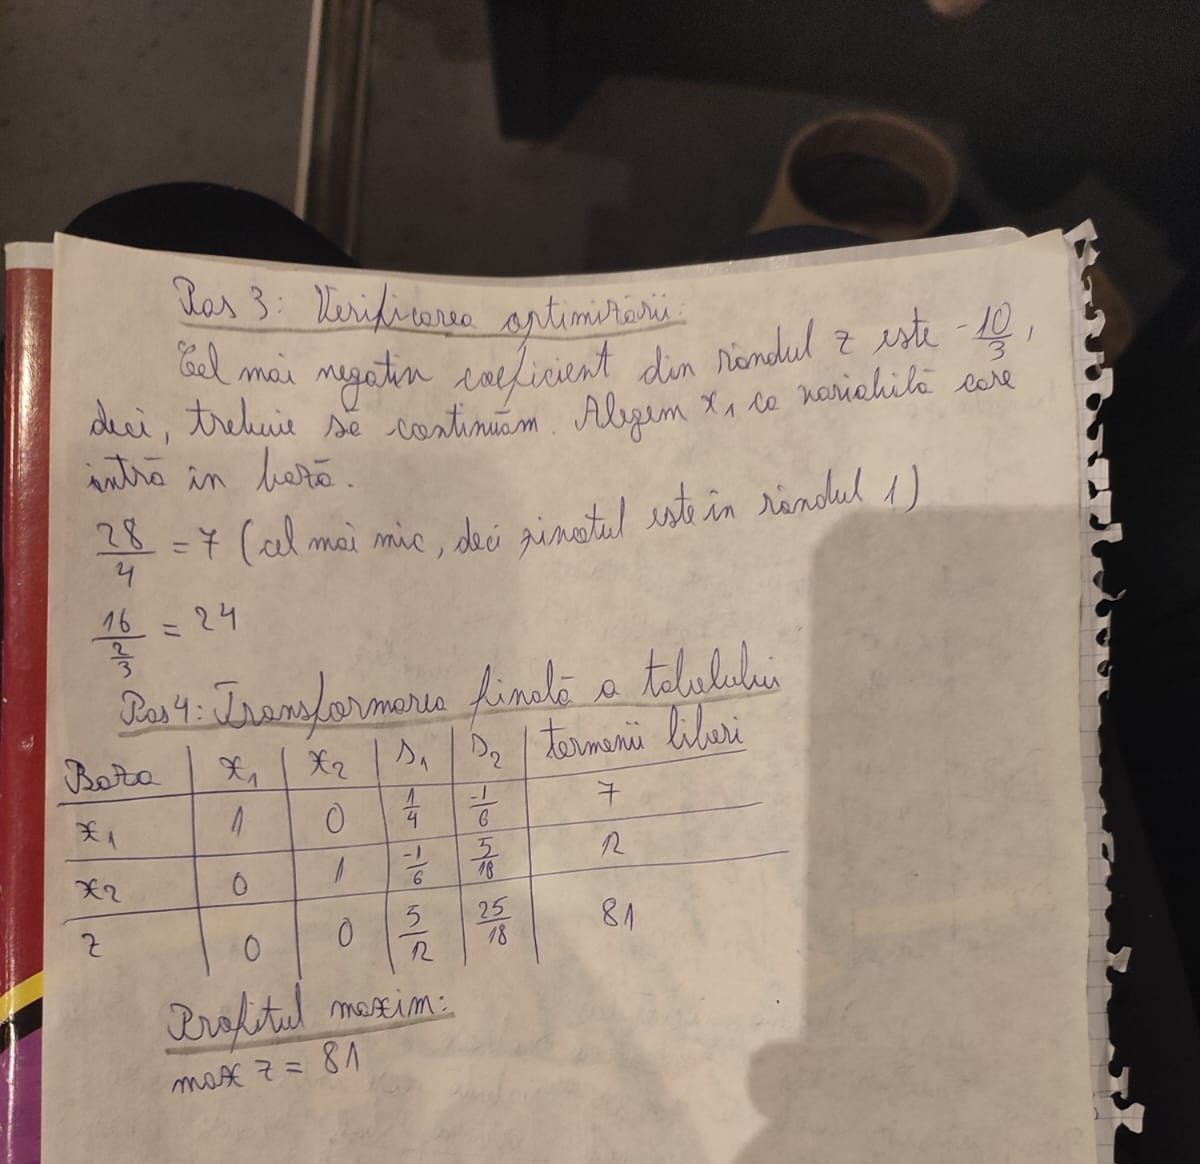 Pas 3: Verificarea optimizării:
Cel mai negativ coeficient din rândul z este -10/3,
deci, trebuie să continuăm. Alegem x₁ ca variabilă care
intră în bază.
28/4 = 7 (cel mai mic, deci pivotul este în rândul 1)
16/(2/3) = 24
Pas 4: Transformarea finală a tabelului
Baza | x₁ | x₂ | s₁ | s₂ | termenii liberi
x₁ | 1 | 0 | 1/4 | -1/6 | 7
x₂ | 0 | 1 | -1/6 | 5/18 | 12
z | 0 | 0 | 5/12 | 25/18 | 81
Profitul maxim:
max z = 81